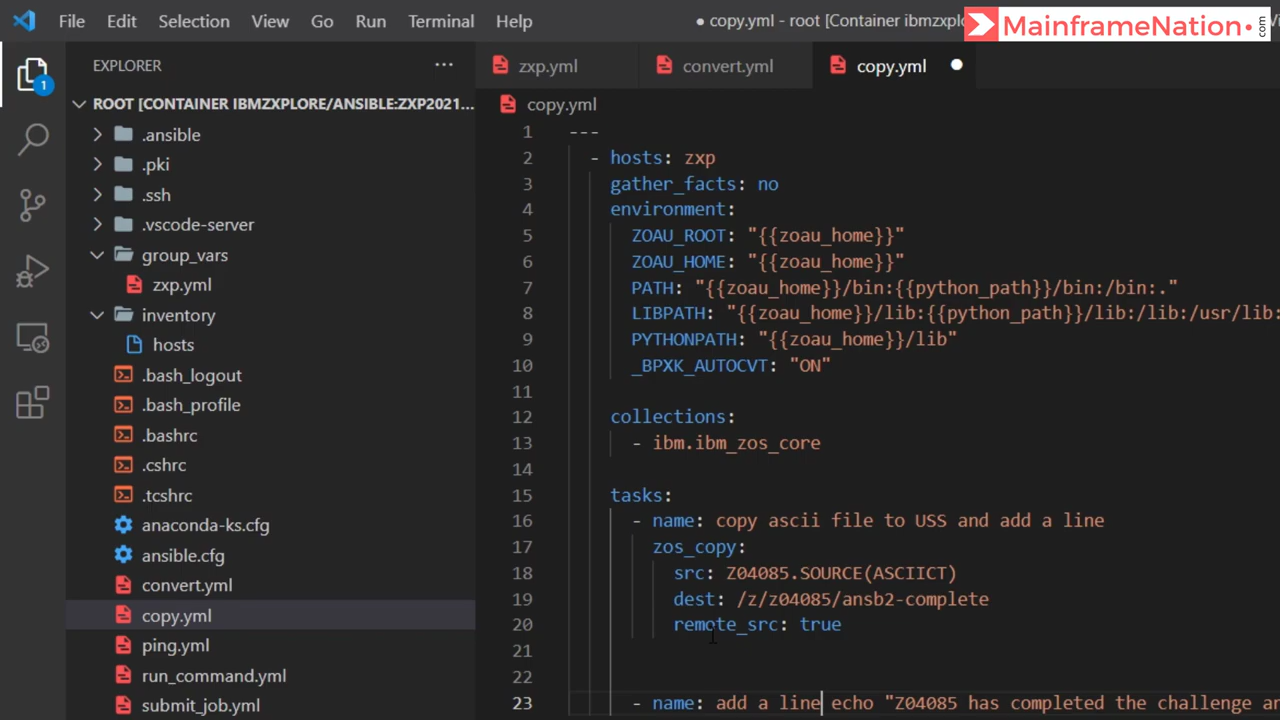 File Edit Selection View Go Run Terminal Help
● copy.yml - root [Container ibmzxplo
MainframeNation.com
EXPLORER ...
zxp.yml convert.yml copy.yml
1
ROOT [CONTAINER IBMZXPLORE/ANSIBLE:ZXP2021...
copy.yml
.ansible
.pki
.ssh
.vscode-server
group_vars
zxp.yml
inventory
hosts
.bash_logout
.bash_profile
.bashrc
.cshrc
.tcshrc
anaconda-ks.cfg
ansible.cfg
convert.yml
copy.yml
ping.yml
run_command.yml
submit_job.yml
1 ---
2 - hosts: zxp
3 gather_facts: no
4 environment:
5 ZOAU_ROOT: "{{zoau_home}}"
6 ZOAU_HOME: "{{zoau_home}}"
7 PATH: "{{zoau_home}}/bin:{{python_path}}/bin:/bin:."
8 LIBPATH: "{{zoau_home}}/lib:{{python_path}}/lib:/lib:/usr/lib:
9 PYTHONPATH: "{{zoau_home}}/lib"
10 _BPXK_AUTOCVT: "ON"
11
12 collections:
13 - ibm.ibm_zos_core
14
15 tasks:
16 - name: copy ascii file to USS and add a line
17 zos_copy:
18 src: Z04085.SOURCE(ASCIICT)
19 dest: /z/z04085/ansb2-complete
20 remote_src: true
21
22
23 - name: add a line echo "Z04085 has completed the challenge an